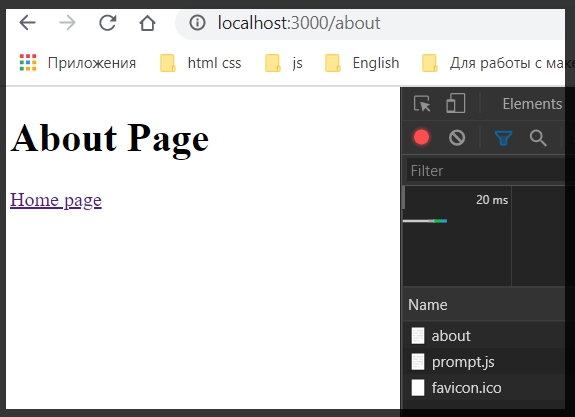 localhost:3000/about
Приложения html css js English Для работы с мак
About Page
Home page
Elements
Filter
20 ms
Name
about
prompt.js
favicon.ico